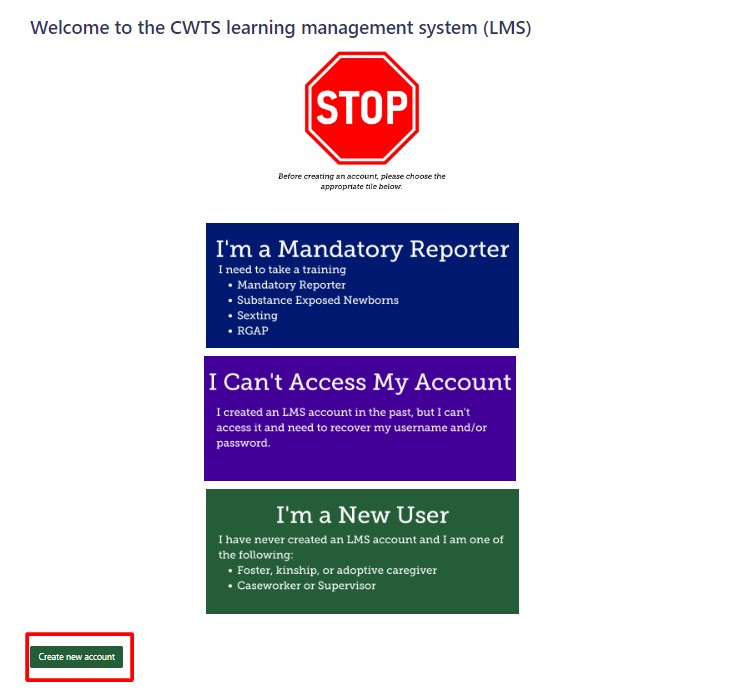 Welcome to the CWTS learning management system (LMS)
STOP
Before creating an account, please choose the
appropriate tile below.
I'm a Mandatory Reporter
I need to take a training
• Mandatory Reporter
• Substance Exposed Newborns
• Sexting
• RGAP
I Can't Access My Account
I created an LMS account in the past, but I can't
access it and need to recover my username and/or
password.
I'm a New User
I have never created an LMS account and I am one of
the following:
• Foster, kinship, or adoptive caregiver
• Caseworker or Supervisor
Create new account